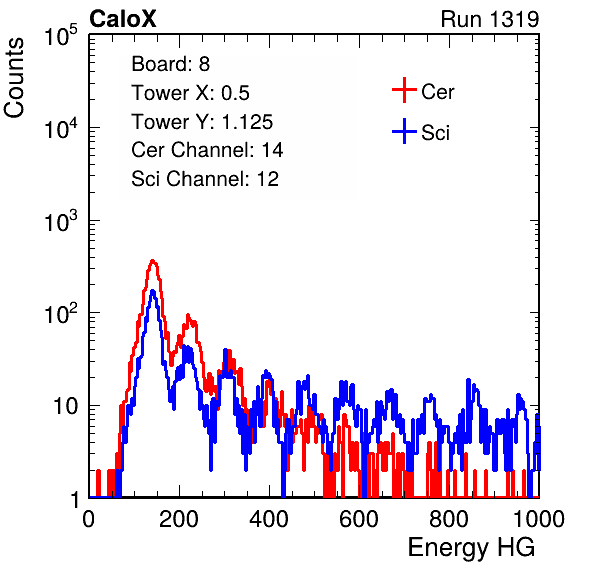 CaloX Run 1319
Counts
Board: 8
Tower X: 0.5
Tower Y: 1.125
Cer Channel: 14
Sci Channel: 12
Cer
Sci
10^5
10^4
10^3
10^2
10
1
0 200 400 600 800 1000
Energy HG